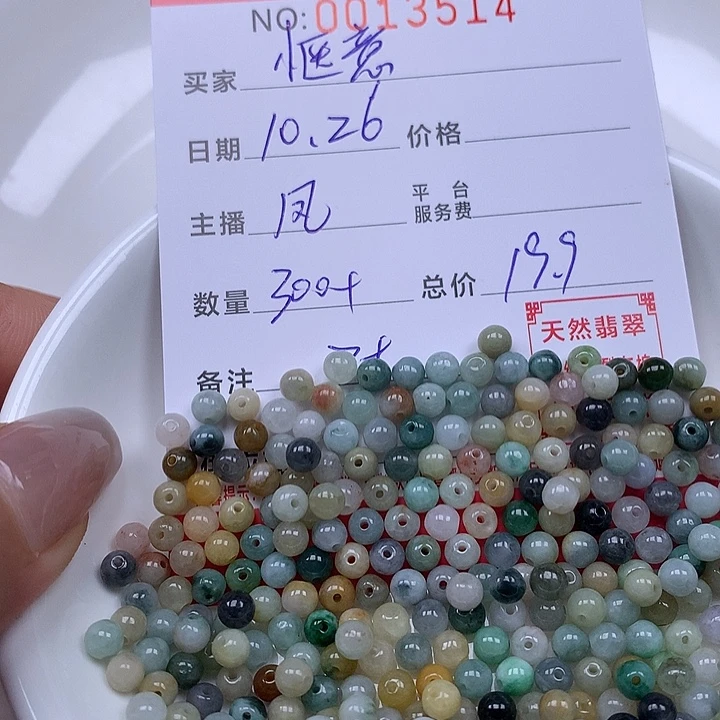 NO:0013514
买家 惬意
日期 10.26 价格
主播 凤 平台服务费
数量 300+ 总价 19.9
备注
天然翡翠